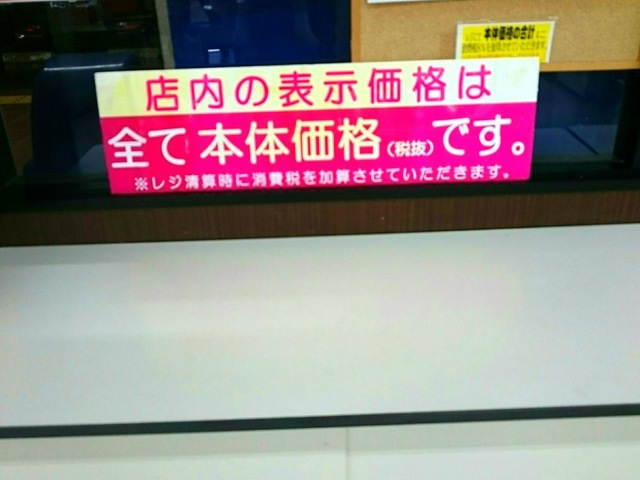 店内の表示価格は
全て本体価格(税抜)です。
※レジ清算時に消費税を加算させていただきます。
本体価格の合計